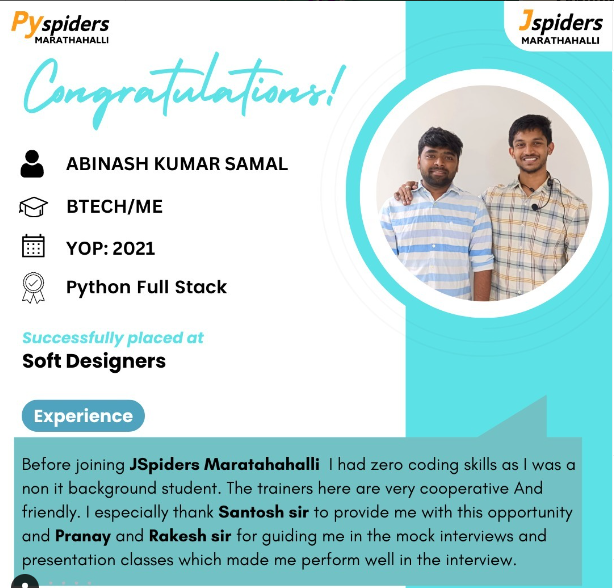 Pyspiders
MARATHAHALLI
Jspiders
MARATHAHALLI
Congratulations!
ABINASH KUMAR SAMAL
BTECH/ME
YOP: 2021
Python Full Stack
Successfully placed at
Soft Designers
Experience
Before joining JSpiders Maratahahalli I had zero coding skills as I was a
non it background student. The trainers here are very cooperative And
friendly. I especially thank Santosh sir to provide me with this opportunity
and Pranay and Rakesh sir for guiding me in the mock interviews and
presentation classes which made me perform well in the interview.